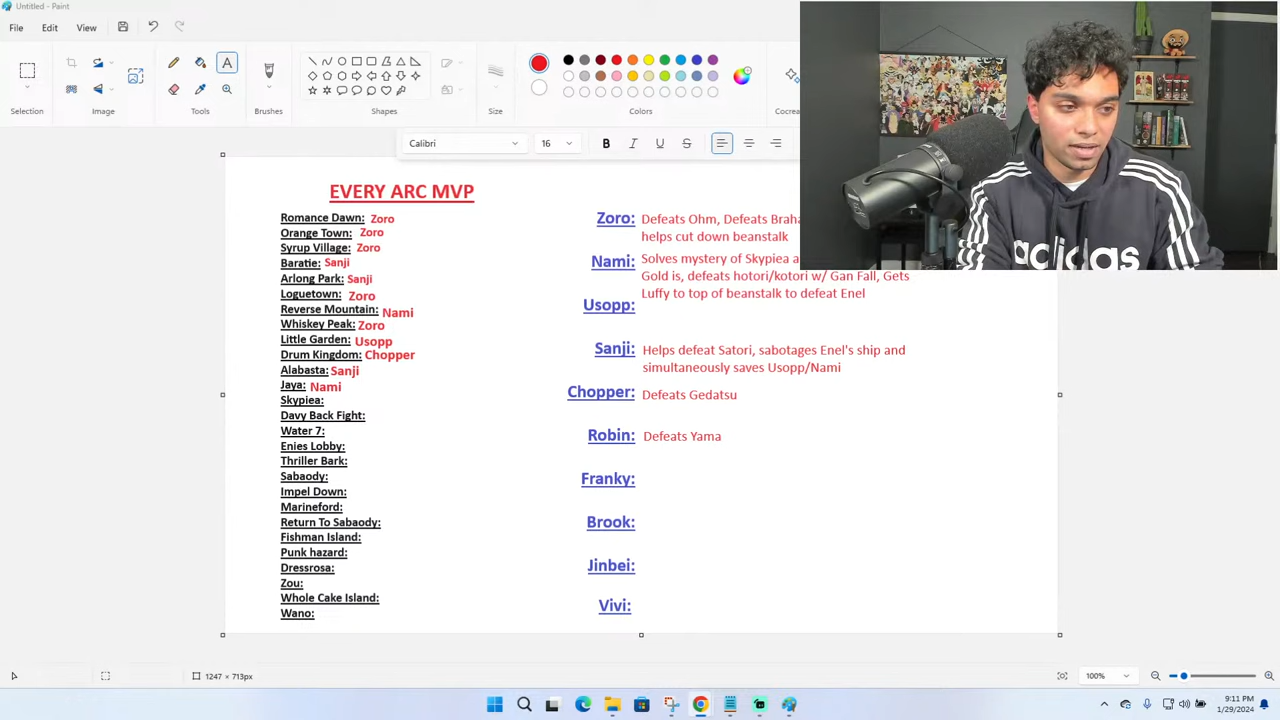 Untitled - Paint
File Edit View
Selection Image Tools Brushes Shapes Size Colors Cocrea
Calibri 16 B I U S
EVERY ARC MVP
Romance Dawn: Zoro
Orange Town: Zoro
Syrup Village: Zoro
Baratie: Sanji
Arlong Park: Sanji
Loguetown: Zoro
Reverse Mountain: Nami
Whiskey Peak: Zoro
Little Garden: Usopp
Drum Kingdom: Chopper
Alabasta: Sanji
Jaya: Nami
Skypiea:
Davy Back Fight:
Water 7:
Enies Lobby:
Thriller Bark:
Sabaody:
Impel Down:
Marineford:
Return To Sabaody:
Fishman Island:
Punk hazard:
Dressrosa:
Zou:
Whole Cake Island:
Wano:
Zoro: Defeats Ohm, Defeats Braha
helps cut down beanstalk
Nami: Solves mystery of Skypiea a
Gold is, defeats hotori/kotori w/ Gan Fall, Gets
Luffy to top of beanstalk to defeat Enel
Usopp:
Sanji: Helps defeat Satori, sabotages Enel's ship and
simultaneously saves Usopp/Nami
Chopper: Defeats Gedatsu
Robin: Defeats Yama
Franky:
Brook:
Jinbei:
Vivi:
adidas
1247 × 713px
100%
9:11 PM
1/29/2024